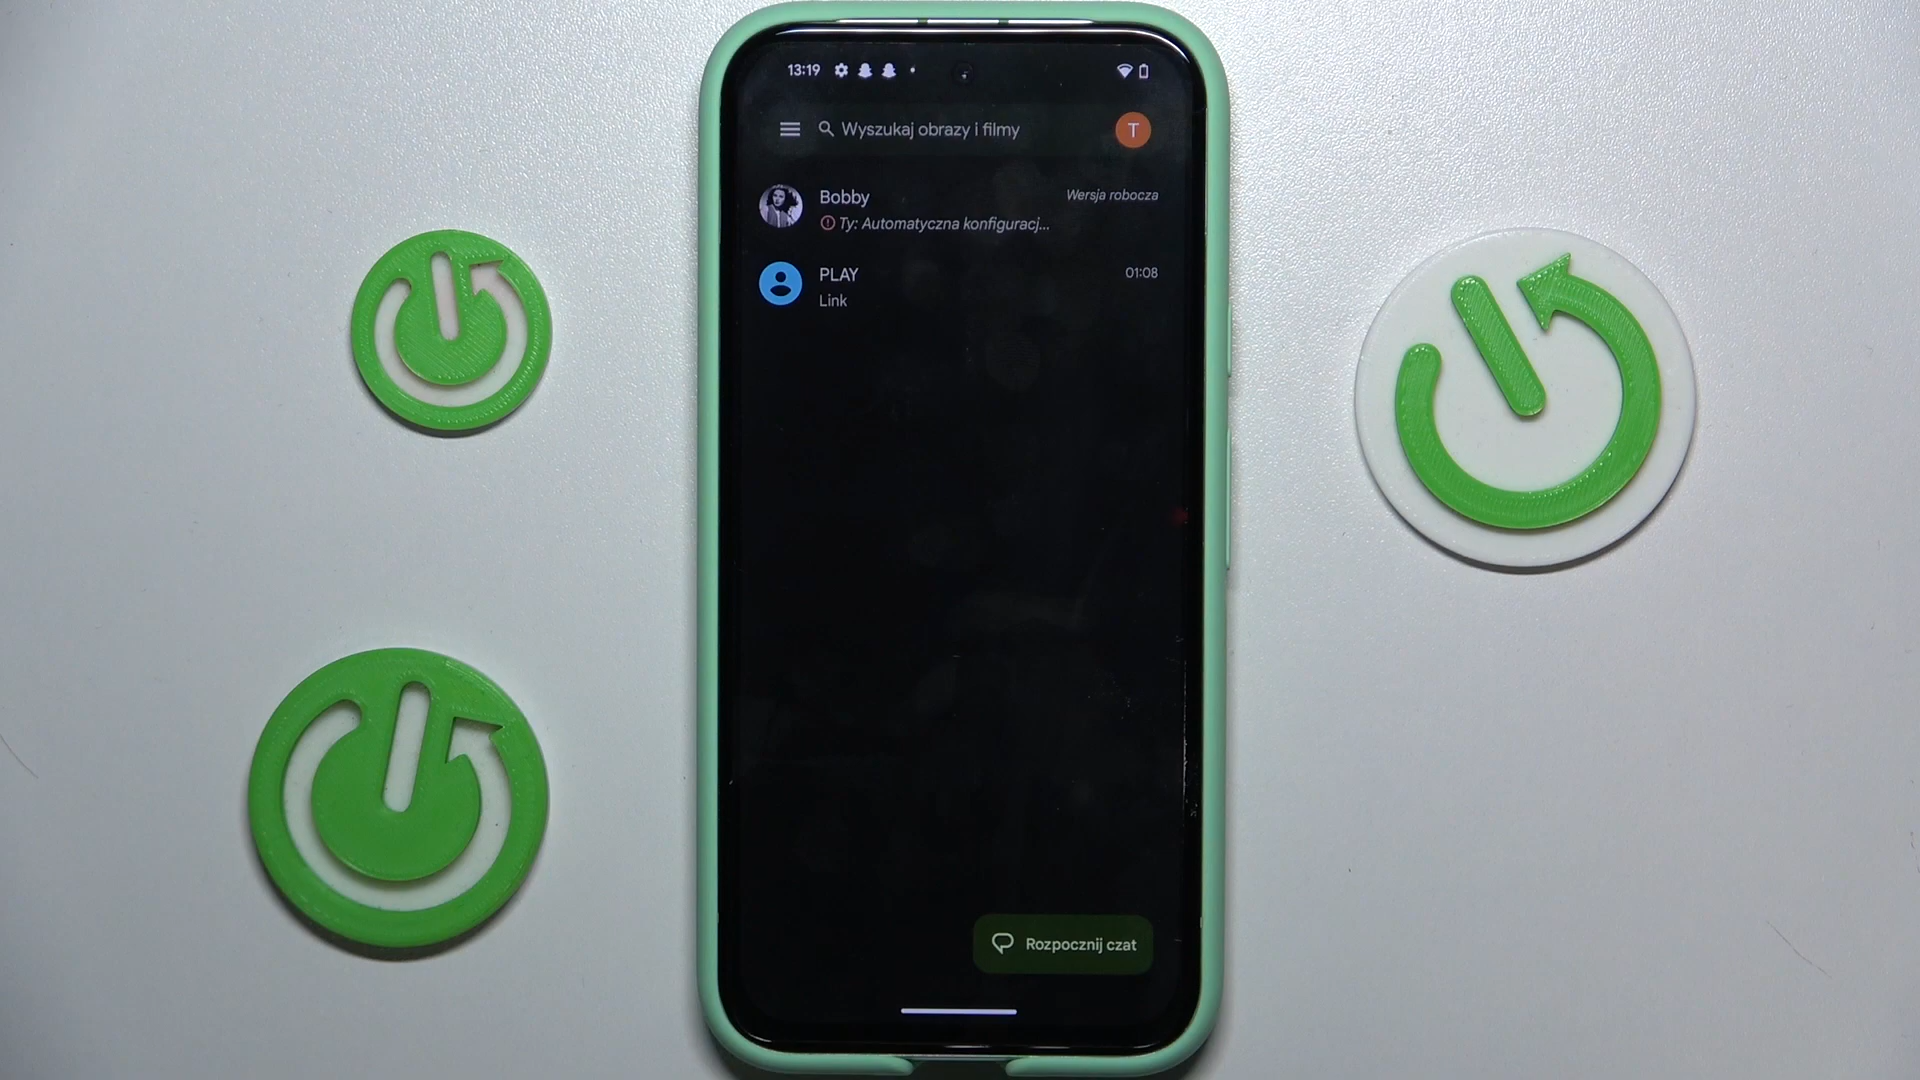 13:19
Wyszukaj obrazy i filmy
T
Bobby
Wersja robocza
Ty: Automatyczna konfiguracj...
PLAY
01:08
Link
Rozpocznij czat